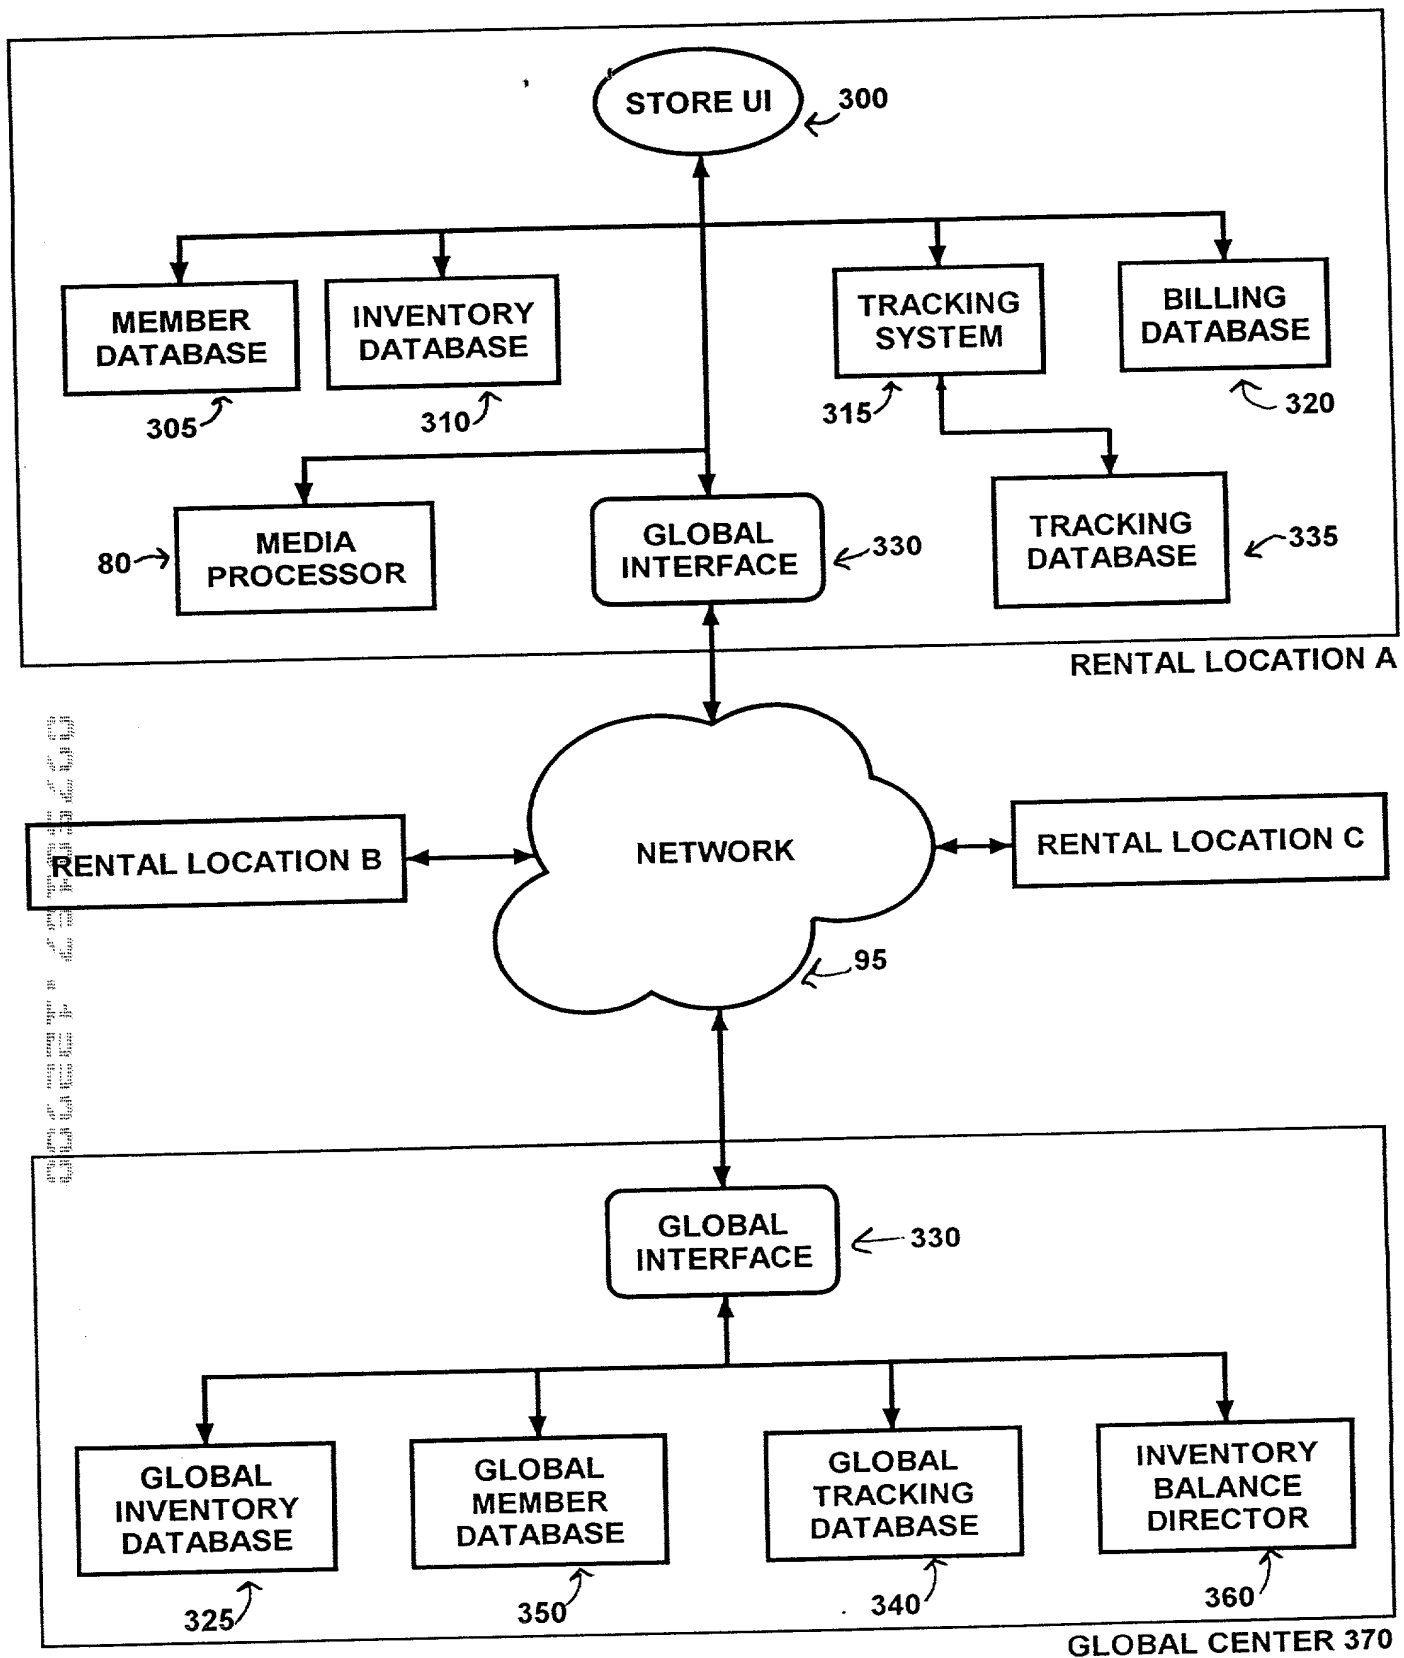 STORE UI
300
MEMBER
DATABASE
305
INVENTORY
DATABASE
310
TRACKING
SYSTEM
315
BILLING
DATABASE
320
80
MEDIA
PROCESSOR
GLOBAL
INTERFACE
330
TRACKING
DATABASE
335
RENTAL LOCATION A
RENTAL LOCATION B
NETWORK
RENTAL LOCATION C
95
GLOBAL
INTERFACE
330
GLOBAL
INVENTORY
DATABASE
325
GLOBAL
MEMBER
DATABASE
350
GLOBAL
TRACKING
DATABASE
340
INVENTORY
BALANCE
DIRECTOR
360
GLOBAL CENTER 370